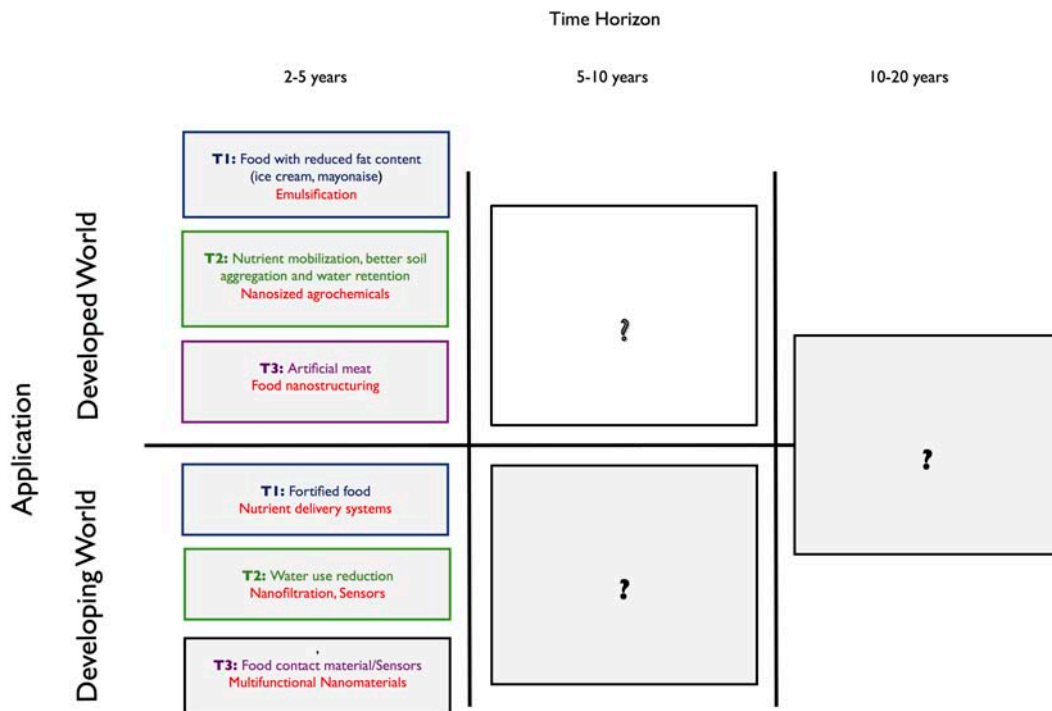 Time Horizon
2-5 years
5-10 years
10-20 years
Application
Developed World
T1: Food with reduced fat content
(ice cream, mayonaise)
Emulsification
T2: Nutrient mobilization, better soil
aggregation and water retention
Nanosized agrochemicals
T3: Artificial meat
Food nanostructuring
?
?
Developing World
T1: Fortified food
Nutrient delivery systems
T2: Water use reduction
Nanofiltration, Sensors
,
T3: Food contact material/Sensors
Multifunctional Nanomaterials
?